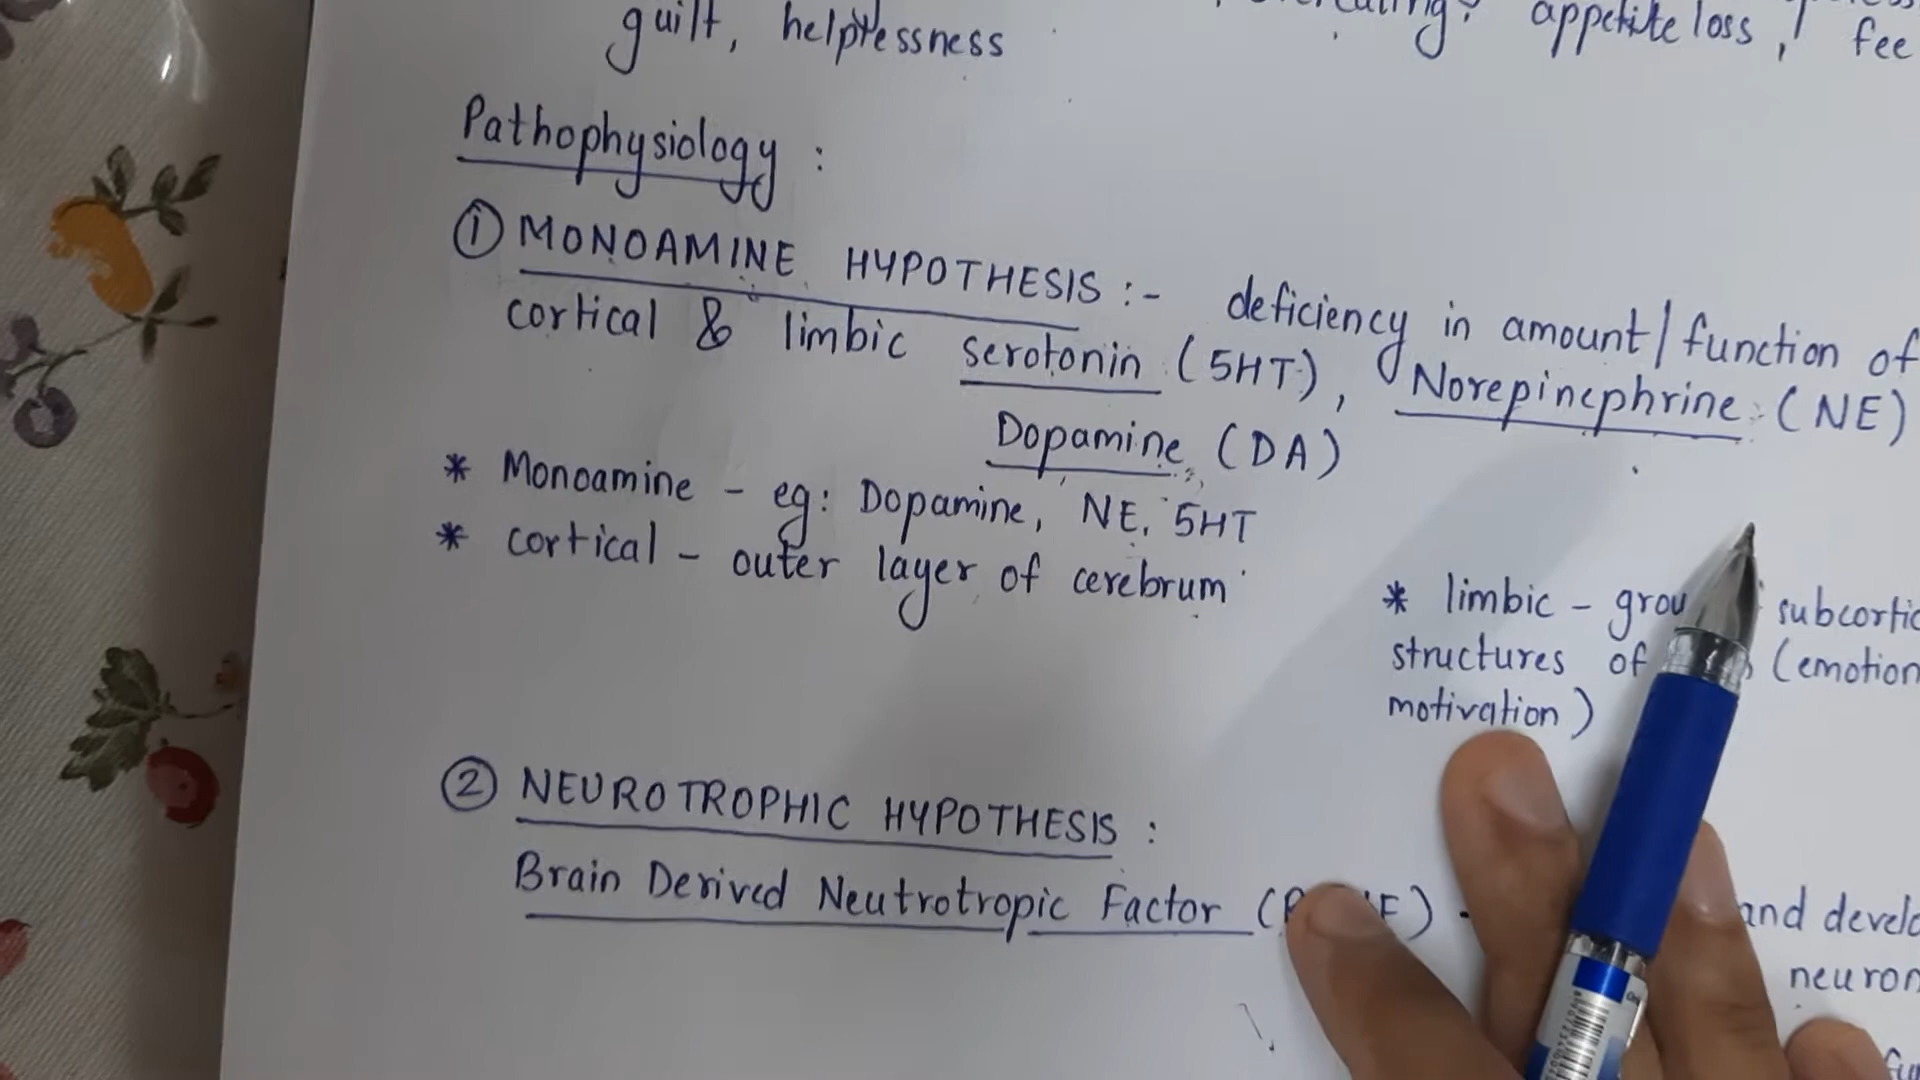 guilt, helplessness
appetite loss,
Pathophysiology :
① MONOAMINE HYPOTHESIS :- deficiency in amount/function of
cortical & limbic serotonin (5HT), Norepinephrine (NE)
Dopamine (DA)
* Monoamine - eg: Dopamine, NE, 5HT
* cortical - outer layer of cerebrum
* limbic - subcortic
structures of (emotion
motivation)
② NEUROTROPHIC HYPOTHESIS :
Brain Derived Neutrotropic Factor
and develo
neuron